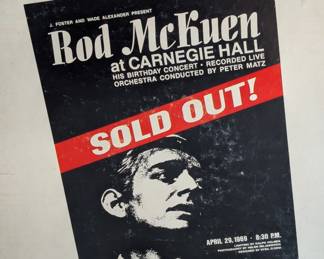 J. FOSTER AND WADE ALEXANDER PRESENT
Rod McKuen
at CARNEGIE HALL
HIS BIRTHDAY CONCERT • RECORDED LIVE
ORCHESTRA CONDUCTED BY PETER MATZ
SOLD OUT!
APRIL 29, 1969 • 8:30 P.M.